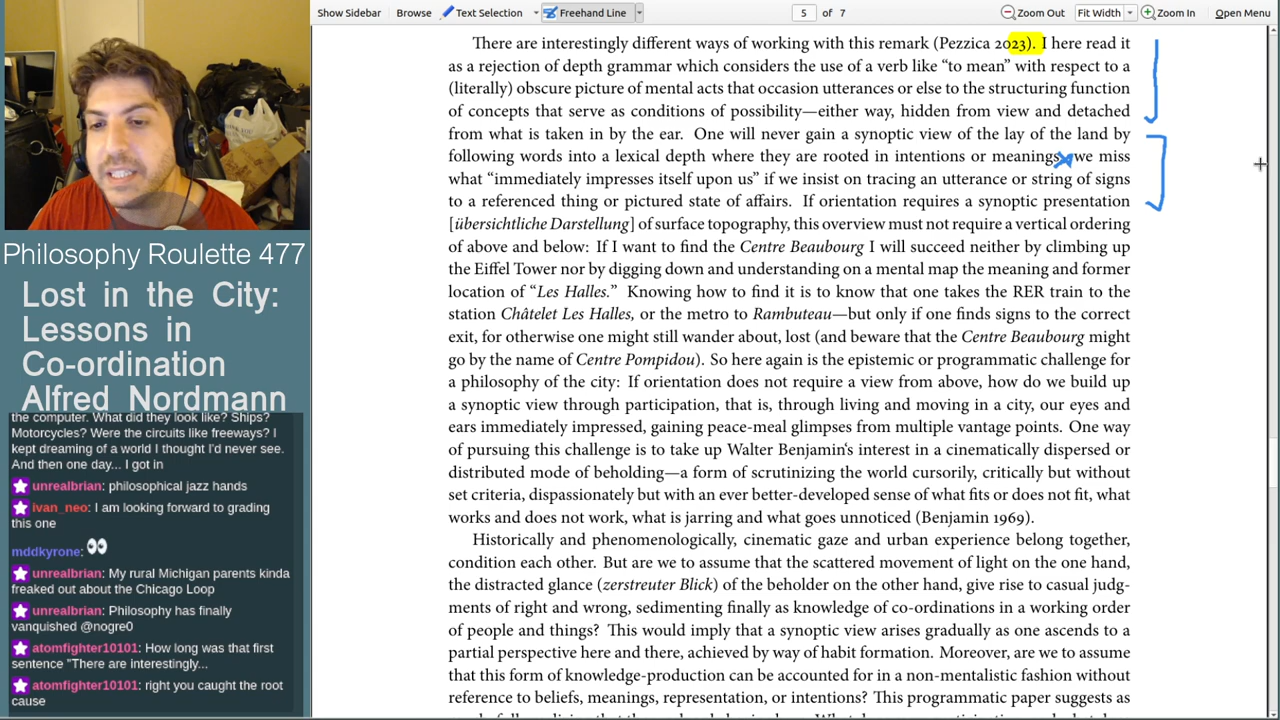 Show Sidebar Browse Text Selection Freehand Line 5 of 7 Zoom Out Fit Width Zoom In Open Menu
There are interestingly different ways of working with this remark (Pezzica 2023). I here read it
as a rejection of depth grammar which considers the use of a verb like “to mean” with respect to a
(literally) obscure picture of mental acts that occasion utterances or else to the structuring function
of concepts that serve as conditions of possibility—either way, hidden from view and detached
from what is taken in by the ear. One will never gain a synoptic view of the lay of the land by
following words into a lexical depth where they are rooted in intentions or meanings we miss
what “immediately impresses itself upon us” if we insist on tracing an utterance or string of signs
to a referenced thing or pictured state of affairs. If orientation requires a synoptic presentation
[übersichtliche Darstellung] of surface topography, this overview must not require a vertical ordering
of above and below: If I want to find the Centre Beaubourg I will succeed neither by climbing up
the Eiffel Tower nor by digging down and understanding on a mental map the meaning and former
location of “Les Halles.” Knowing how to find it is to know that one takes the RER train to the
station Châtelet Les Halles, or the metro to Rambuteau—but only if one finds signs to the correct
exit, for otherwise one might still wander about, lost (and beware that the Centre Beaubourg might
go by the name of Centre Pompidou). So here again is the epistemic or programmatic challenge for
a philosophy of the city: If orientation does not require a view from above, how do we build up
a synoptic view through participation, that is, through living and moving in a city, our eyes and
ears immediately impressed, gaining peace-meal glimpses from multiple vantage points. One way
of pursuing this challenge is to take up Walter Benjamin’s interest in a cinematically dispersed or
distributed mode of beholding—a form of scrutinizing the world cursorily, critically but without
set criteria, dispassionately but with an ever better-developed sense of what fits or does not fit, what
works and does not work, what is jarring and what goes unnoticed (Benjamin 1969).
Historically and phenomenologically, cinematic gaze and urban experience belong together,
condition each other. But are we to assume that the scattered movement of light on the one hand,
the distracted glance (zerstreuter Blick) of the beholder on the other hand, give rise to casual judg-
ments of right and wrong, sedimenting finally as knowledge of co-ordinations in a working order
of people and things? This would imply that a synoptic view arises gradually as one ascends to a
partial perspective here and there, achieved by way of habit formation. Moreover, are we to assume
that this form of knowledge-production can be accounted for in a non-mentalistic fashion without
reference to beliefs, meanings, representation, or intentions? This programmatic paper suggests as
Philosophy Roulette 477
Lost in the City:
Lessons in
Co-ordination
Alfred Nordmann
the computer. What did they look like? Ships?
Motorcycles? Were the circuits like freeways? I
kept dreaming of a world I thought I'd never see.
And then one day... I got in
unrealbrian: philosophical jazz hands
ivan_neo: I am looking forward to grading
this one
mddkyrone:
unrealbrian: My rural Michigan parents kinda
freaked out about the Chicago Loop
unrealbrian: Philosophy has finally
vanquished @nogre0
atomfighter10101: How long was that first
sentence "There are interestingly...
atomfighter10101: right you caught the root
cause